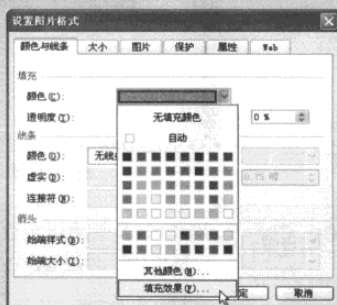 设置图片格式
颜色与线条 大小 图片 保护 属性 Web
填充
颜色(C):
无填充颜色
透明度(T): 0 %
自动
线条
颜色(O): 无线
虚实(D): 0.75 磅
连接符(N):
箭头
始端样式(B):
始端大小(I):
其他颜色(M)...
填充效果(F)... 定 取消